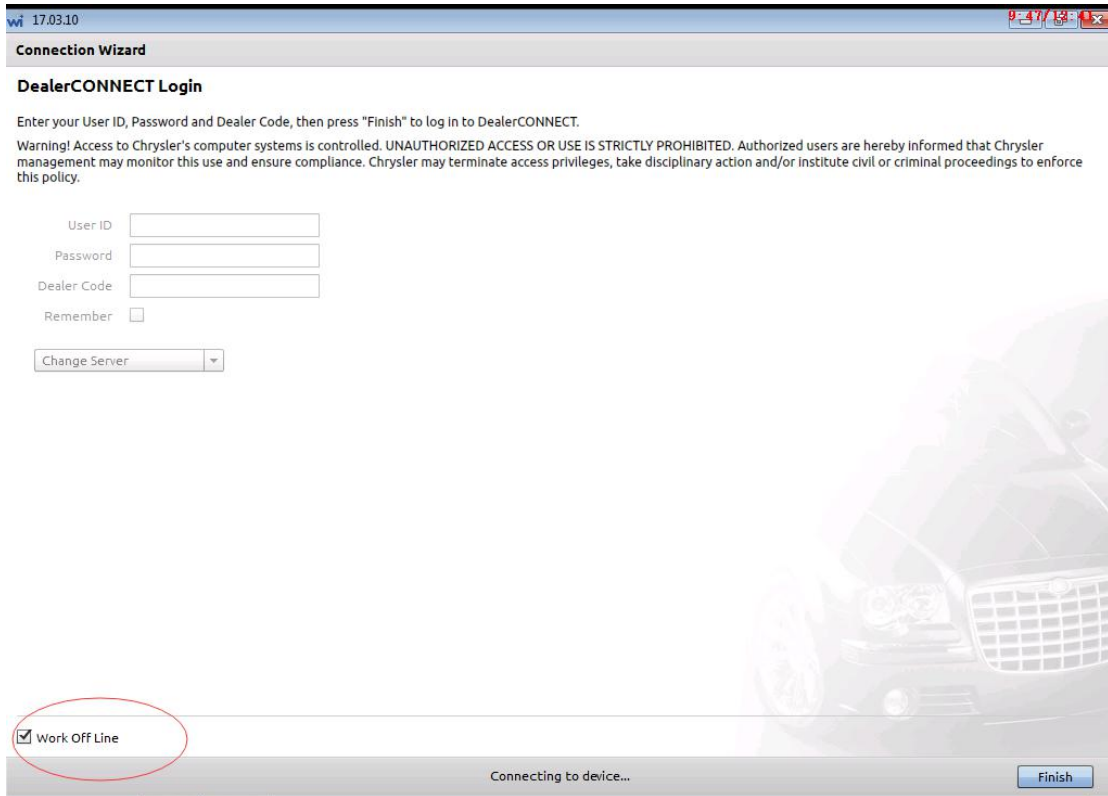 wi 17.03.10
9:47/12:41
Connection Wizard
DealerCONNECT Login
Enter your User ID, Password and Dealer Code, then press "Finish" to log in to DealerCONNECT.
Warning! Access to Chrysler's computer systems is controlled. UNAUTHORIZED ACCESS OR USE IS STRICTLY PROHIBITED. Authorized users are hereby informed that Chrysler
management may monitor this use and ensure compliance. Chrysler may terminate access privileges, take disciplinary action and/or institute civil or criminal proceedings to enforce
this policy.
User ID
Password
Dealer Code
Remember
Change Server
Work Off Line
Connecting to device...
Finish